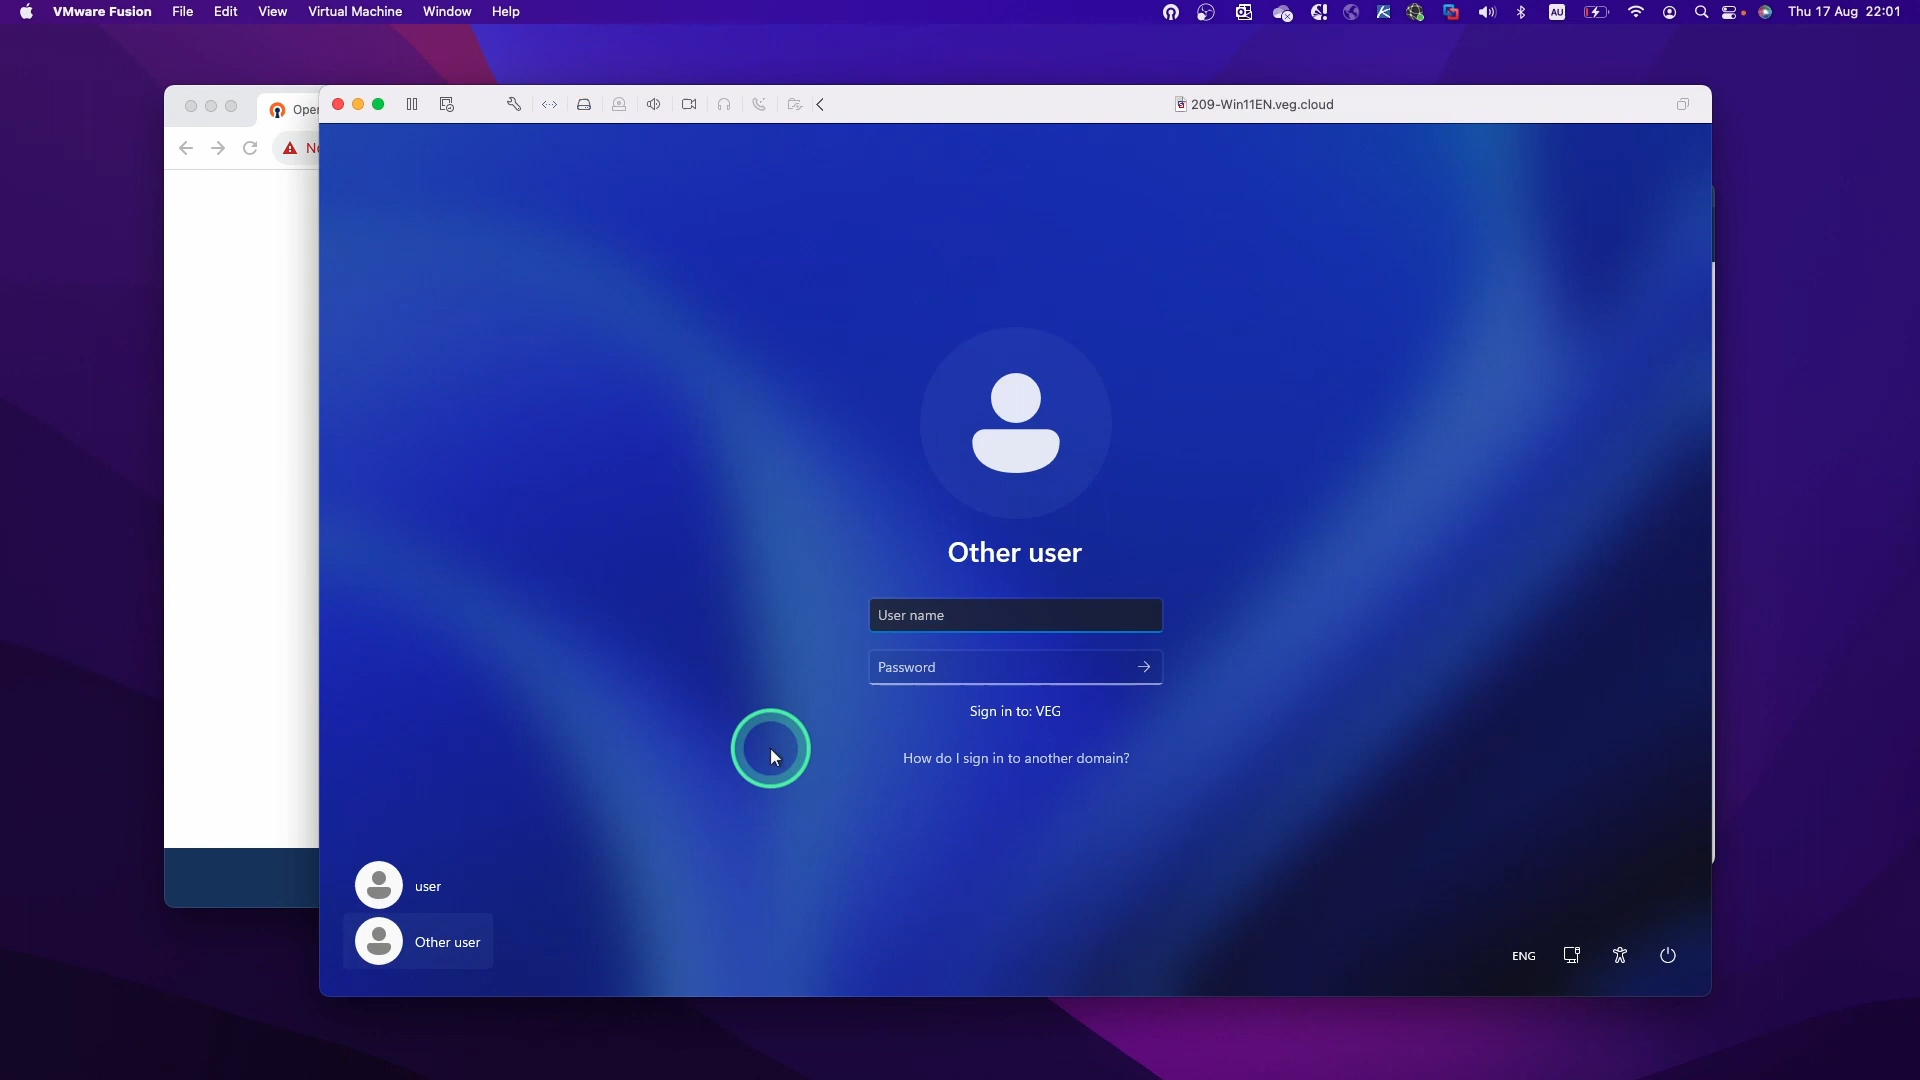 VMware Fusion File Edit View Virtual Machine Window Help
AU
Thu 17 Aug 22:01
Open
209-Win11EN.veg.cloud
Other user
User name
Password
Sign in to: VEG
How do I sign in to another domain?
user
Other user
ENG